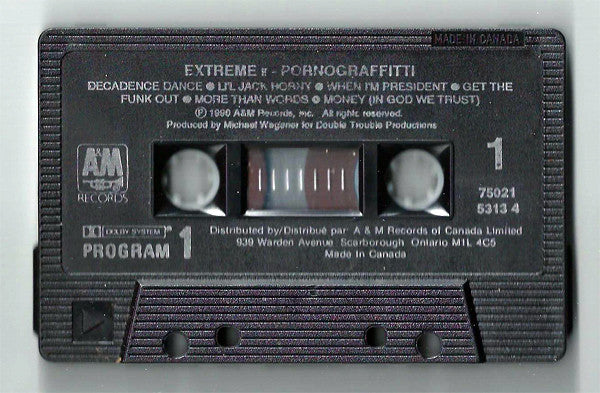 MADE IN CANADA
EXTREME II - PORNOGRAFFITTI
DECADENCE DANCE ● LI'L JACK HORNY ● WHEN I'M PRESIDENT ● GET THE
FUNK OUT ● MORE THAN WORDS ● MONEY (IN GOD WE TRUST)
℗ 1990 A&M Records, Inc. All rights reserved.
Produced by Michael Wagener for Double Trouble Productions
A&M
RECORDS
1
75021
5313 4
DOLBY SYSTEM
PROGRAM 1
Distributed by/Distribué par: A & M Records of Canada Limited
939 Warden Avenue Scarborough Ontario M1L 4C5
Made In Canada